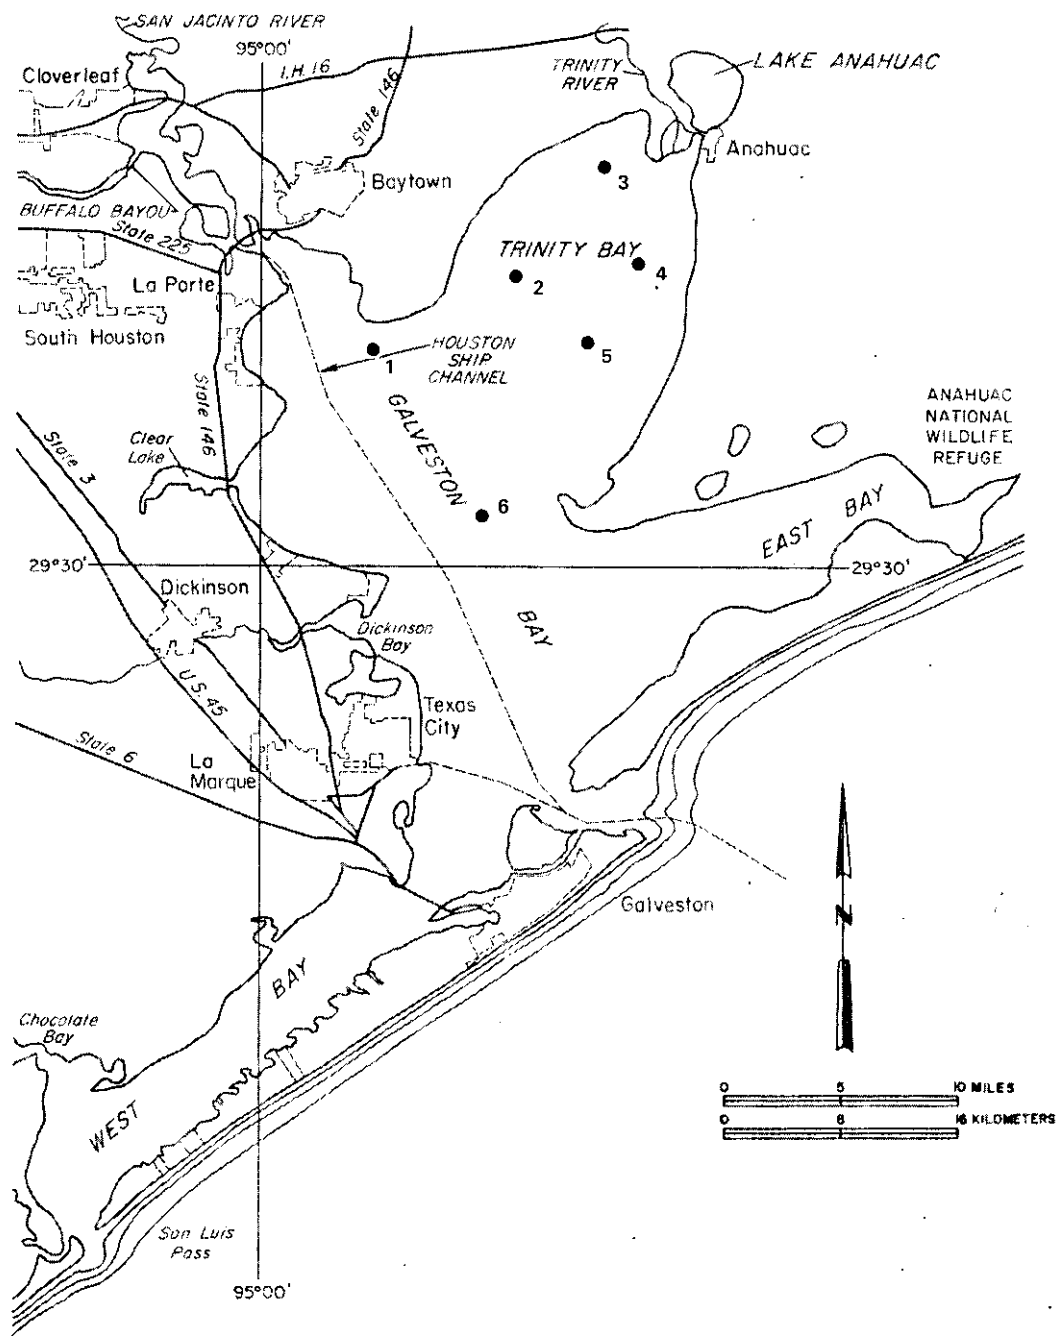 SAN JACINTO RIVER
95°00'
Cloverleaf
I.H. 16
State 146
TRINITY
RIVER
LAKE ANAHUAC
Anahuac
Baytown
3
BUFFALO BAYOU
State 225
TRINITY BAY
4
2
La Porte
South Houston
HOUSTON
SHIP
CHANNEL
1
5
State 146
GALVESTON
BAY
ANAHUAC
NATIONAL
WILDLIFE
REFUGE
State 3
Clear
Lake
6
EAST BAY
29°30'
29°30'
Dickinson
Dickinson
Bay
U.S. 45
Texas
City
State 6
La
Marque
Galveston
N
WEST BAY
Chocolate
Bay
0 5 10 MILES
0 8 16 KILOMETERS
San Luis
Pass
95°00'